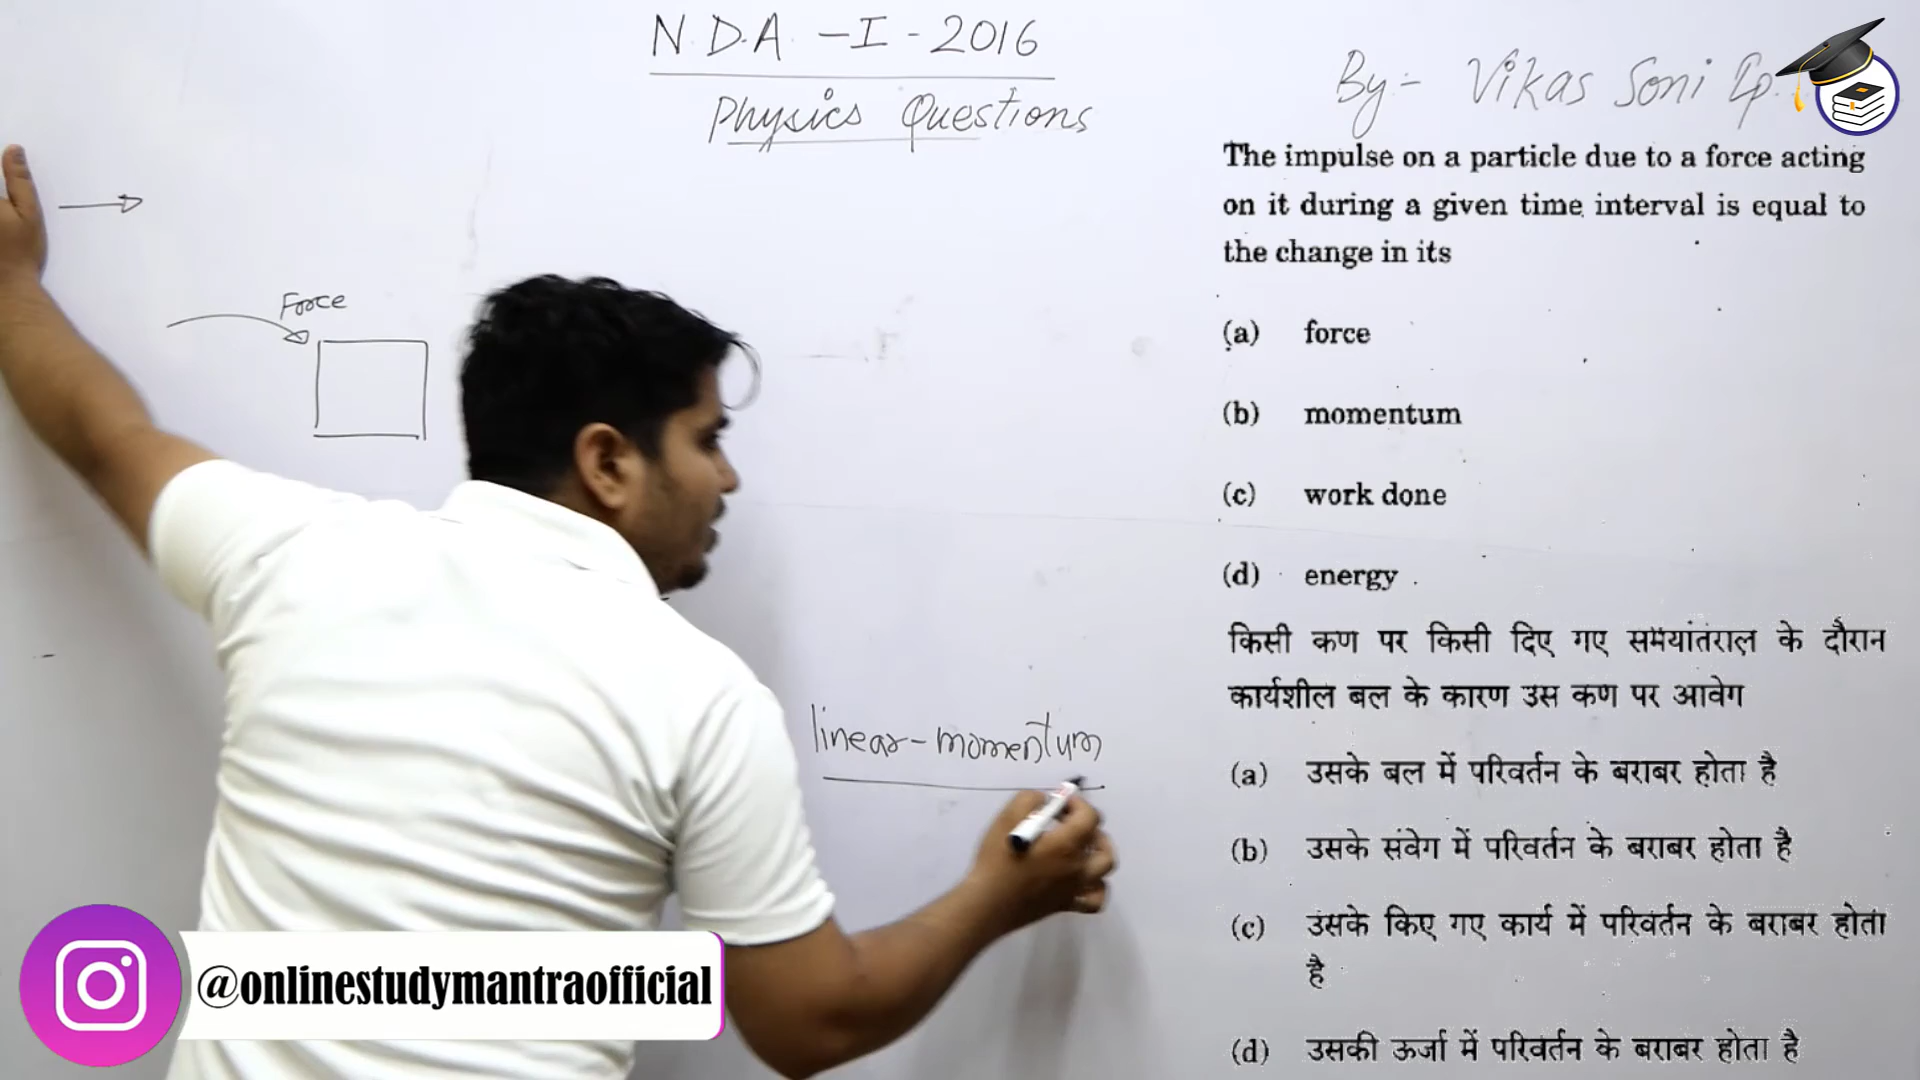 N.D.A. -I-2016
Physics Questions
By:- Vikas Soni
The impulse on a particle due to a force acting
on it during a given time interval is equal to
the change in its
(a) force
(b) momentum
(c) work done
(d) energy
किसी कण पर किसी दिए गए समयांतराल के दौरान
कार्यशील बल के कारण उस कण पर आवेग
(a) उसके बल में परिवर्तन के बराबर होता है
(b) उसके संवेग में परिवर्तन के बराबर होता है
(c) उसके किए गए कार्य में परिवर्तन के बराबर होता
है
(d) उसकी ऊर्जा में परिवर्तन के बराबर होता है
Force
linear-momentum
@onlinestudymantraofficial